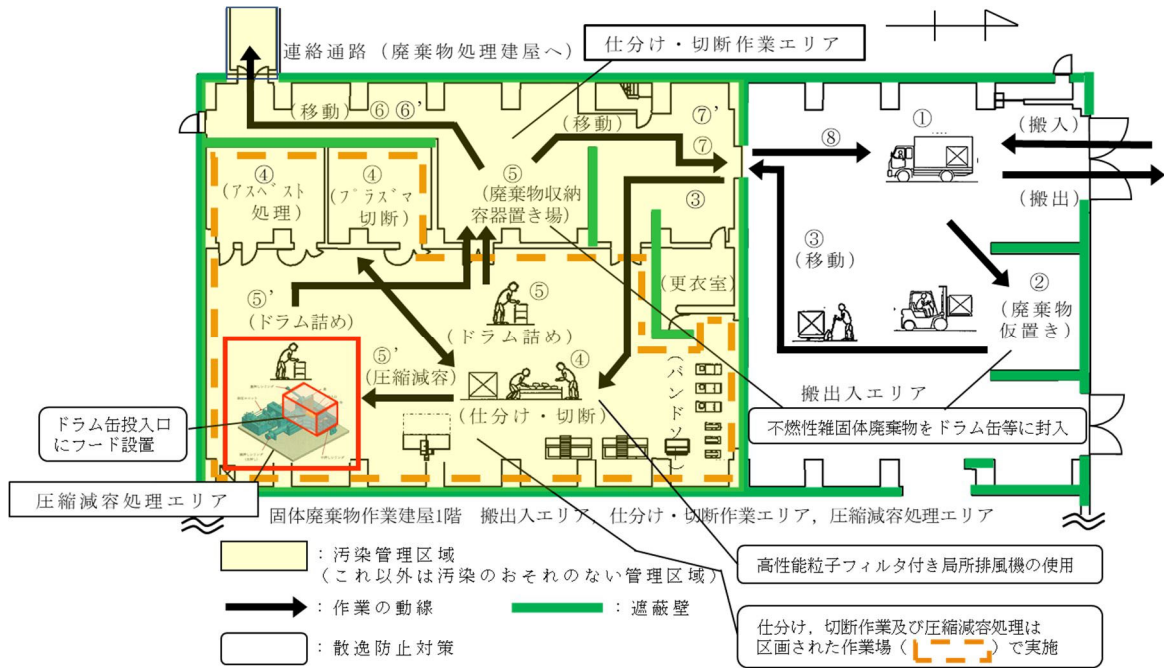 連絡通路（廃棄物処理建屋へ）
仕分け・切断作業エリア
（移動）
⑥ ⑥’
（移動）
⑦’
⑦
⑧
①
（搬入）
（搬出）
④
（アスベスト
処理）
④
（プラズマ
切断）
⑤
（廃棄物収納
容器置き場）
③
③
（移動）
②
（廃棄物
仮置き）
（更衣室）
⑤’
（ドラム詰め）
⑤
（ドラム詰め）
⑤’
（圧縮減容）
④
（仕分け・切断）
（バンドソー）
搬出入エリア
ドラム缶投入口
にフード設置
不燃性雑固体廃棄物をドラム缶等に封入
圧縮減容処理エリア
固体廃棄物作業建屋1階　搬出入エリア，仕分け・切断作業エリア，圧縮減容処理エリア
：汚染管理区域
（これ以外は汚染のおそれのない管理区域）
：作業の動線
：遮蔽壁
：散逸防止対策
高性能粒子フィルタ付き局所排風機の使用
仕分け，切断作業及び圧縮減容処理は
区画された作業場（　　　）で実施